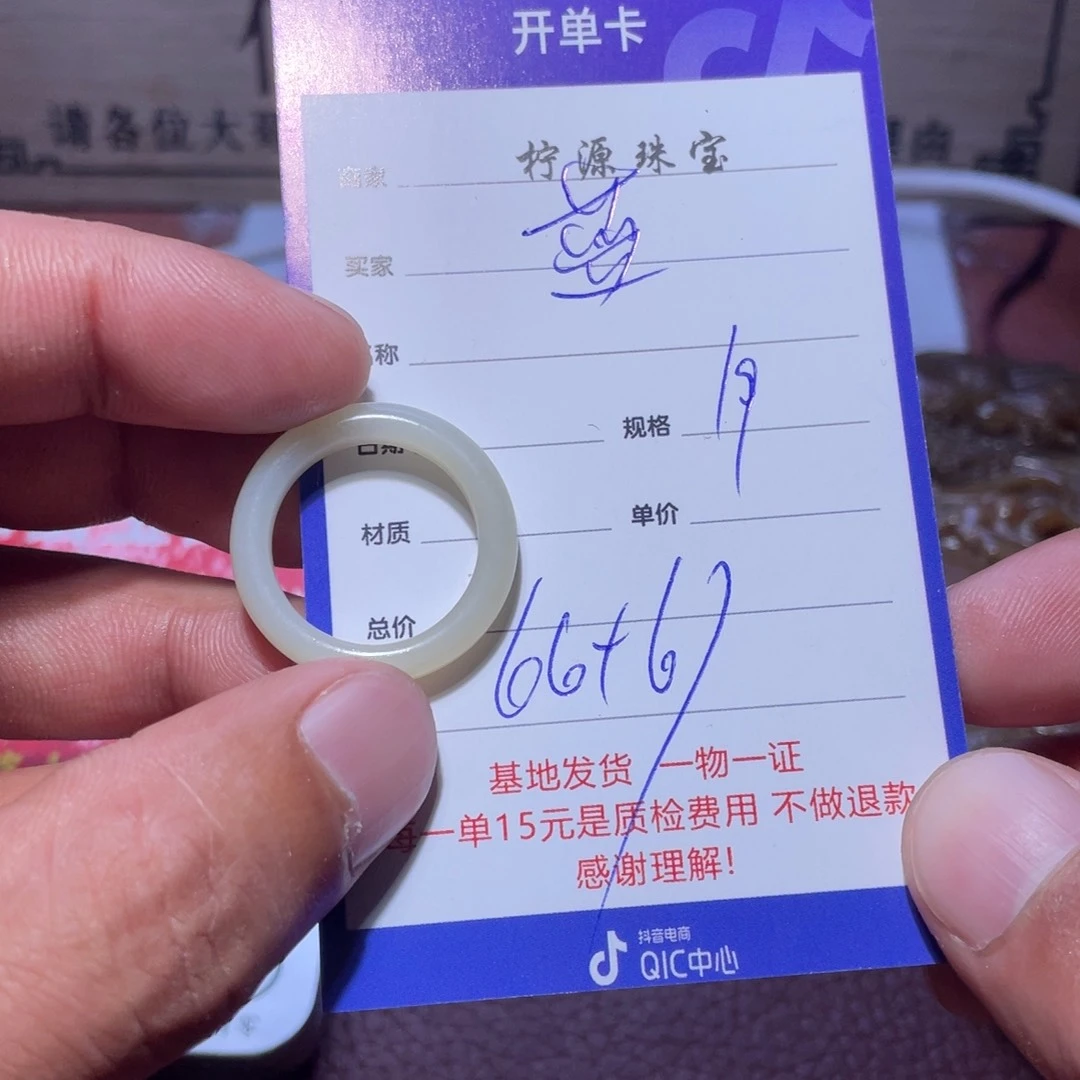 开单卡
请各位大
柠源珠宝
商家
买家
称
规格 19
日期
材质
单价
总价 66+67
基地发货 一物一证
每一单15元是质检费用 不做退款
感谢理解!
抖音电商
QIC中心